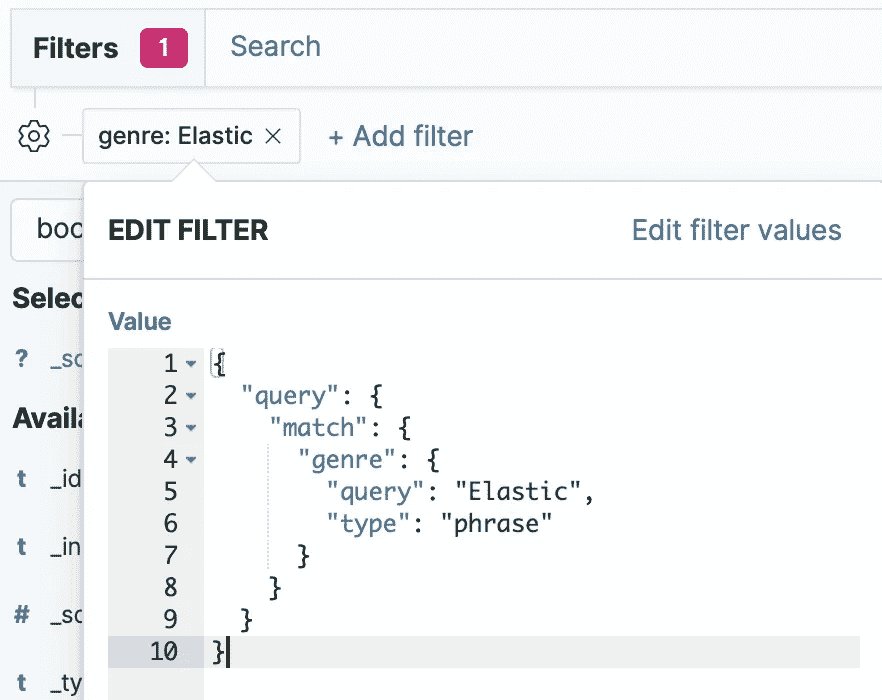 Filters 1 Search
genre: Elastic × + Add filter
boo
EDIT FILTER Edit filter values
Selec
Value
? _sc
Availa
t _id
t _in
# _sc
t _ty
1 {
2 "query": {
3 "match": {
4 "genre": {
5 "query": "Elastic",
6 "type": "phrase"
7 }
8 }
9 }
10 }